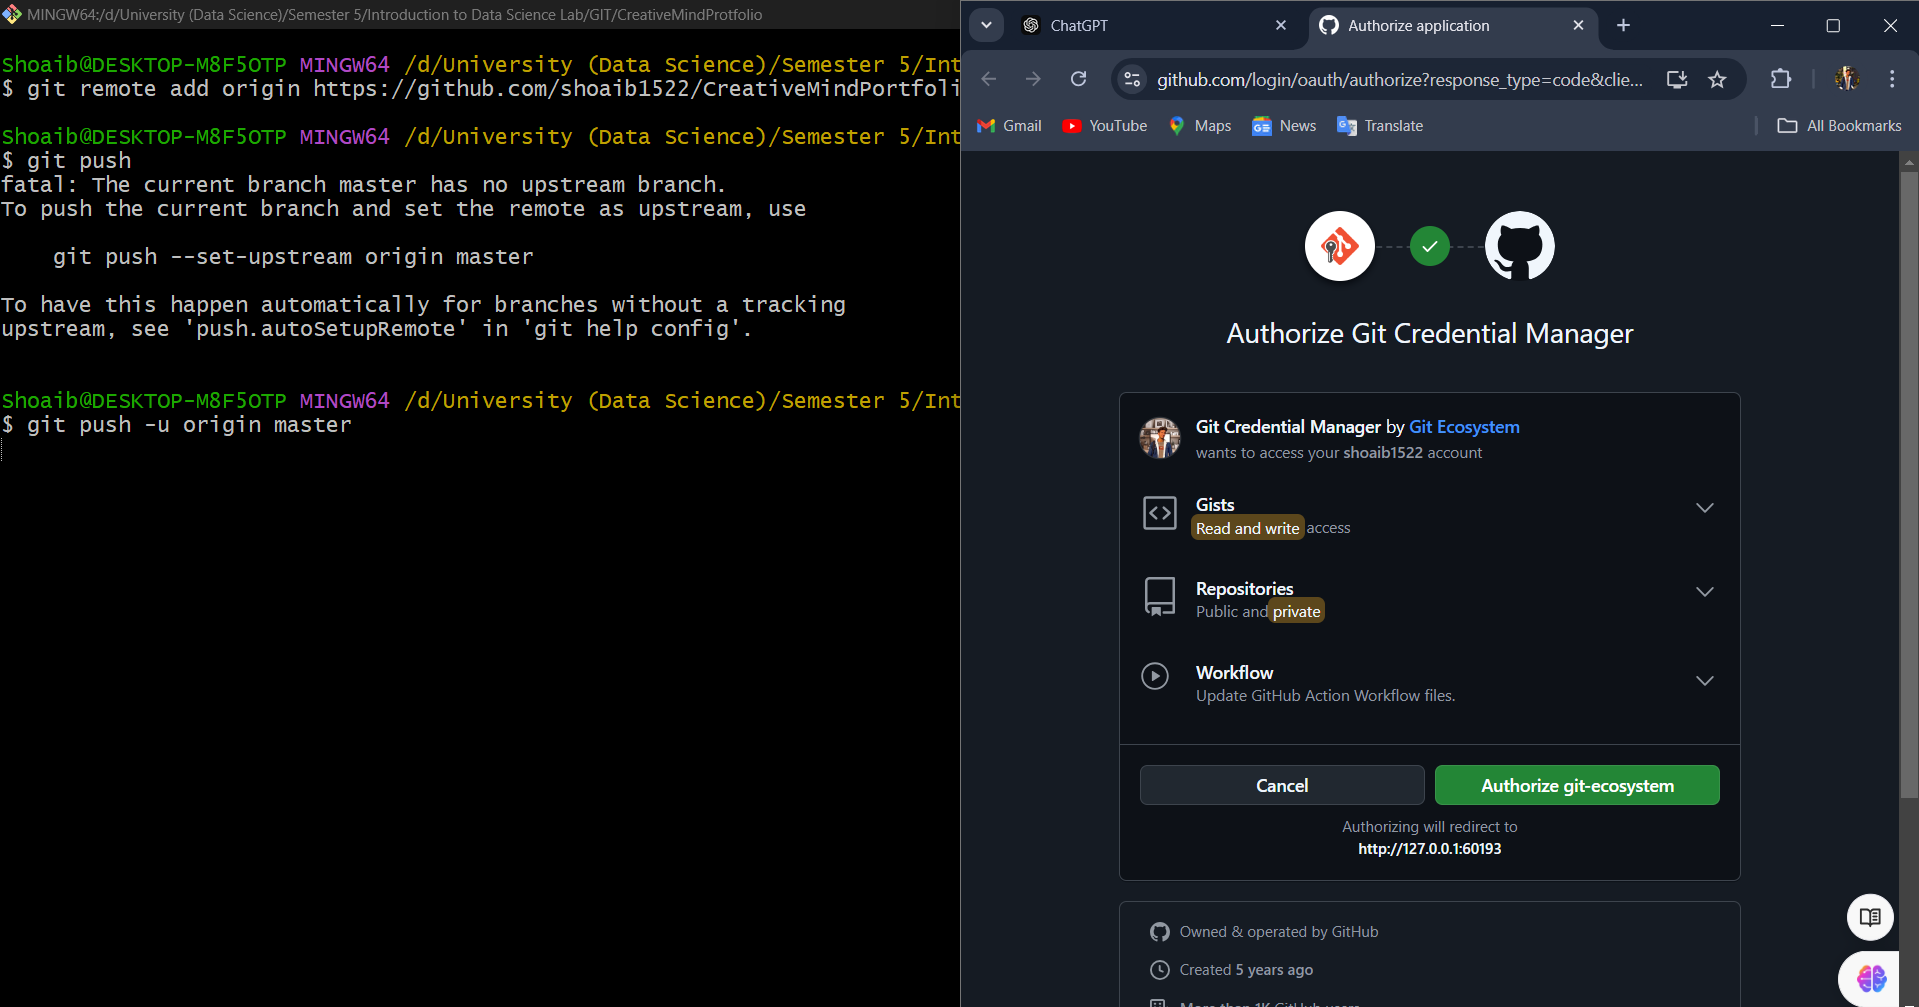 MINGW64:/d/University (Data Science)/Semester 5/Introduction to Data Science Lab/GIT/CreativeMindProtfolio
Shoaib@DESKTOP-M8F5OTP MINGW64 /d/University (Data Science)/Semester 5/Int
$ git remote add origin https://github.com/shoaib1522/CreativeMindPortfoli
Shoaib@DESKTOP-M8F5OTP MINGW64 /d/University (Data Science)/Semester 5/Int
$ git push
fatal: The current branch master has no upstream branch.
To push the current branch and set the remote as upstream, use
git push --set-upstream origin master
To have this happen automatically for branches without a tracking
upstream, see 'push.autoSetupRemote' in 'git help config'.
Shoaib@DESKTOP-M8F5OTP MINGW64 /d/University (Data Science)/Semester 5/Int
$ git push -u origin master
ChatGPT
Authorize application
github.com/login/oauth/authorize?response_type=code&clie...
Gmail
YouTube
Maps
News
Translate
All Bookmarks
Authorize Git Credential Manager
Git Credential Manager by Git Ecosystem
wants to access your shoaib1522 account
Gists
Read and write access
Repositories
Public and private
Workflow
Update GitHub Action Workflow files.
Cancel
Authorize git-ecosystem
Authorizing will redirect to
http://127.0.0.1:60193
Owned & operated by GitHub
Created 5 years ago
More than 1K GitHub users